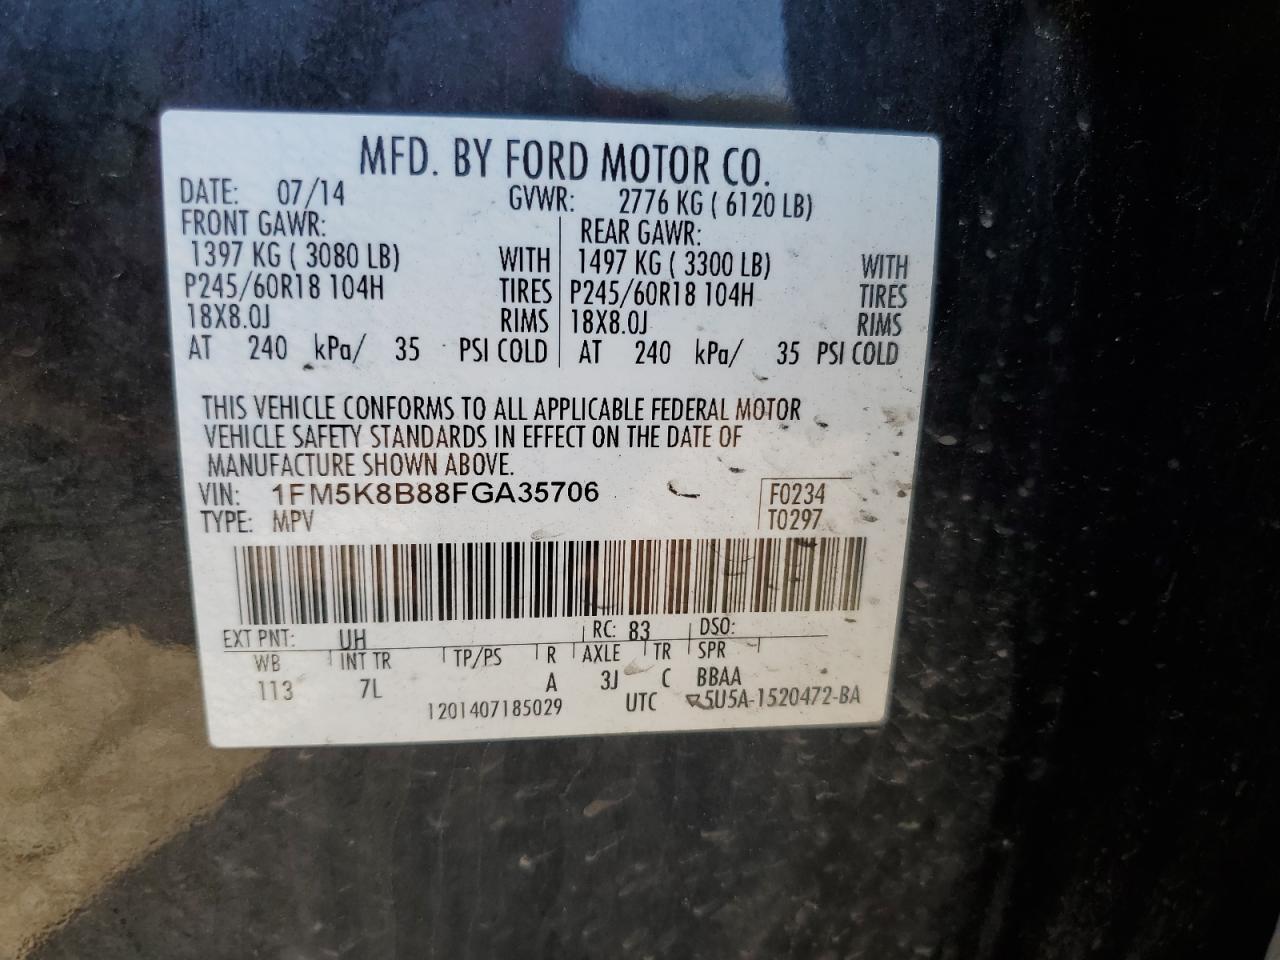 MFD. BY FORD MOTOR CO.
DATE: 07/14 GVWR: 2776 KG ( 6120 LB)
FRONT GAWR: REAR GAWR:
1397 KG ( 3080 LB) WITH 1497 KG ( 3300 LB) WITH
P245/60R18 104H TIRES P245/60R18 104H TIRES
18X8.0J RIMS 18X8.0J RIMS
AT 240 kPa/ 35 PSI COLD AT 240 kPa/ 35 PSI COLD
THIS VEHICLE CONFORMS TO ALL APPLICABLE FEDERAL MOTOR
VEHICLE SAFETY STANDARDS IN EFFECT ON THE DATE OF
MANUFACTURE SHOWN ABOVE.
VIN: 1FM5K8B88FGA35706 F0234
TYPE: MPV T0297
EXT PNT: UH RC: 83 DSO:
WB INT TR TP/PS R AXLE TR SPR
113 7L A 3J C BBAA
1201407185029 UTC 5U5A-1520472-BA